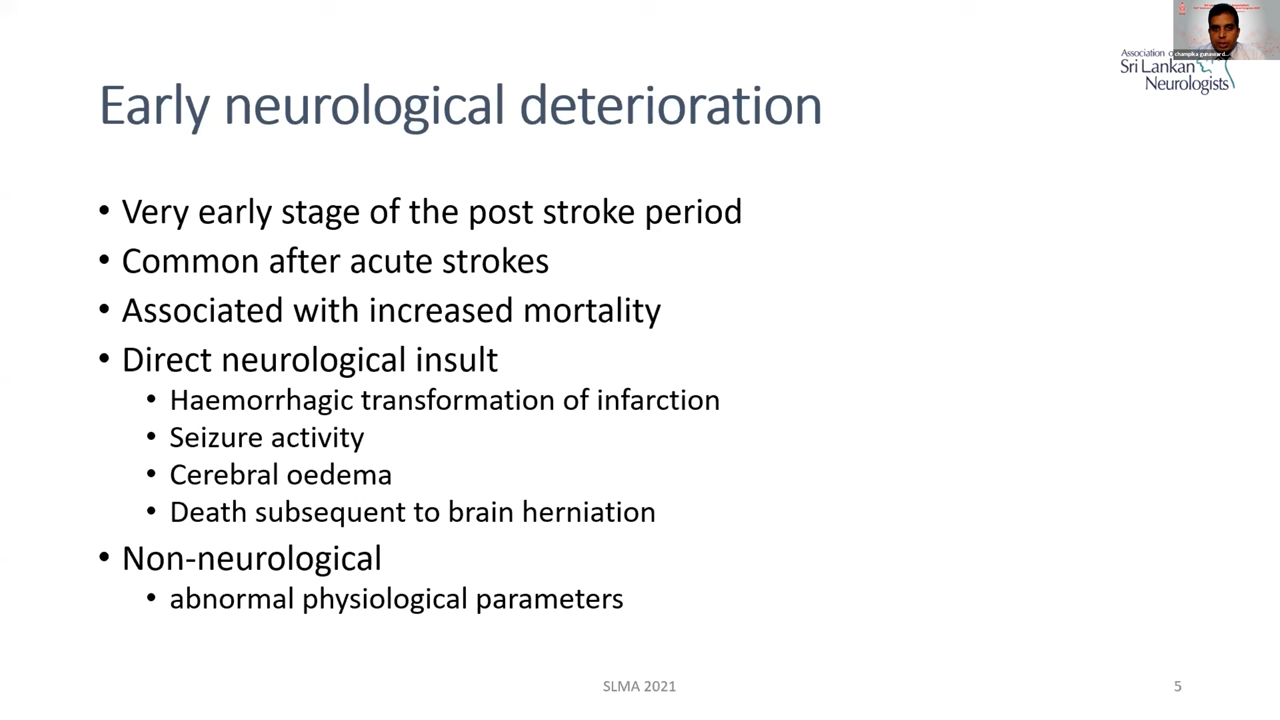 champika gunaward...
Association
Sri Lankan
Neurologists
Early neurological deterioration
• Very early stage of the post stroke period
• Common after acute strokes
• Associated with increased mortality
• Direct neurological insult
• Haemorrhagic transformation of infarction
• Seizure activity
• Cerebral oedema
• Death subsequent to brain herniation
• Non-neurological
• abnormal physiological parameters
SLMA 2021
5